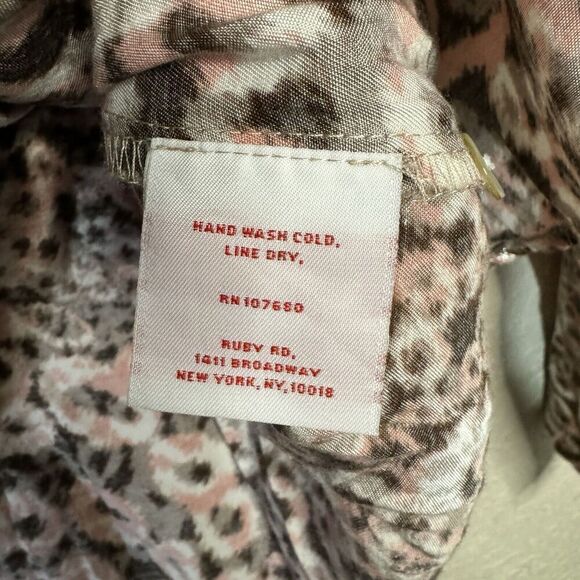 HAND WASH COLD.
LINE DRY.
RN 107680
RUBY RD.
1411 BROADWAY
NEW YORK, NY, 10018